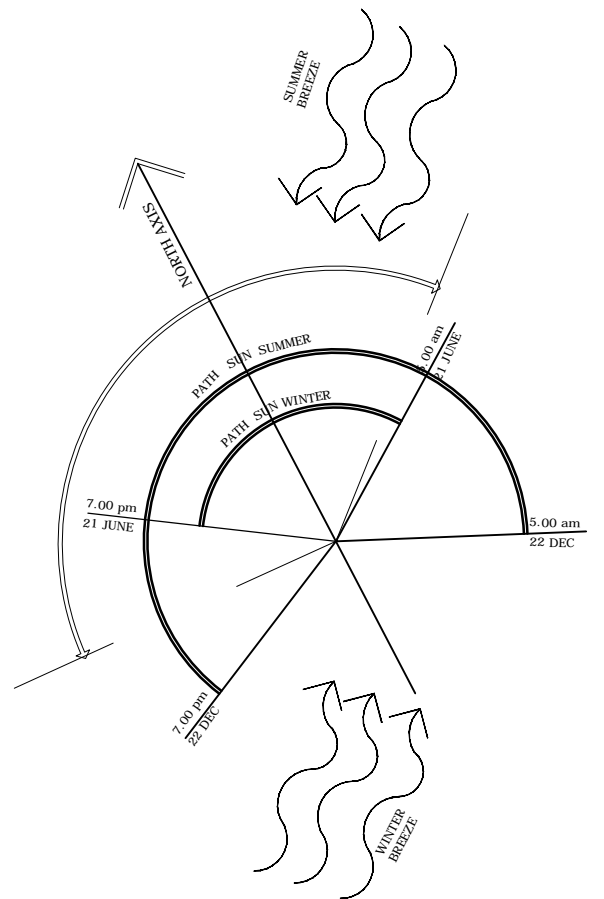 SUMMER
BREEZE
NORTH AXIS
PATH SUN SUMMER
PATH SUN WINTER
.00 am
21 JUNE
7.00 pm
21 JUNE
5.00 am
22 DEC
7.00 pm
22 DEC
WINTER
BREEZE